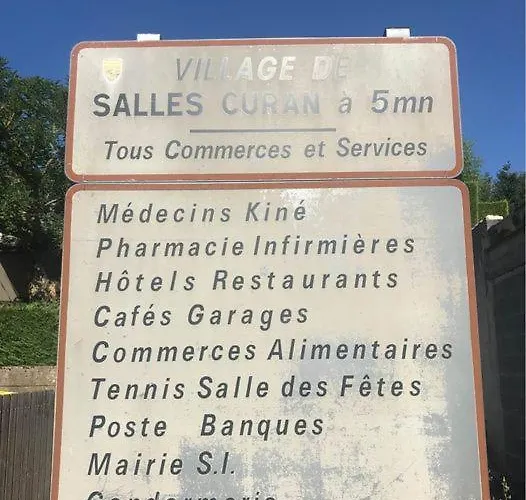 VILLAGE DE
SALLES CURAN à 5mn
Tous Commerces et Services
Médecins Kiné
Pharmacie Infirmières
Hôtels Restaurants
Cafés Garages
Commerces Alimentaires
Tennis Salle des Fêtes
Poste Banques
Mairie S.I.
Gendarmerie